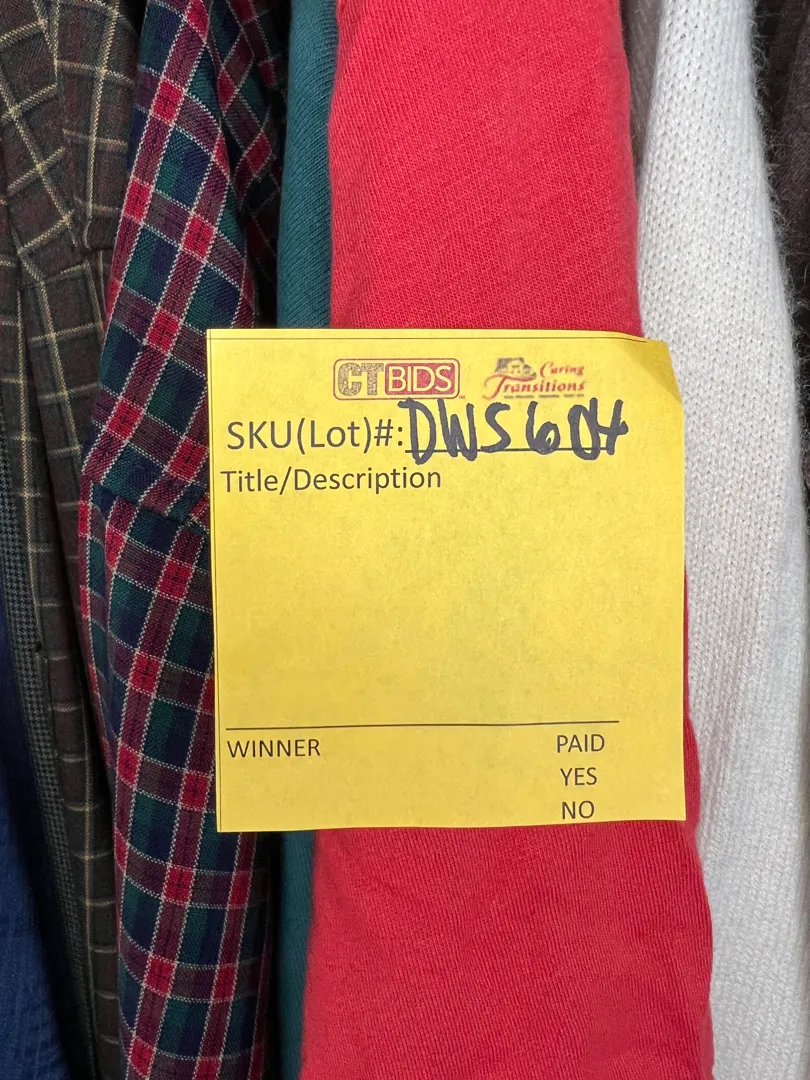 CTBIDS Caring Transitions
SKU(Lot)#: DWS604
Title/Description
WINNER PAID
YES
NO